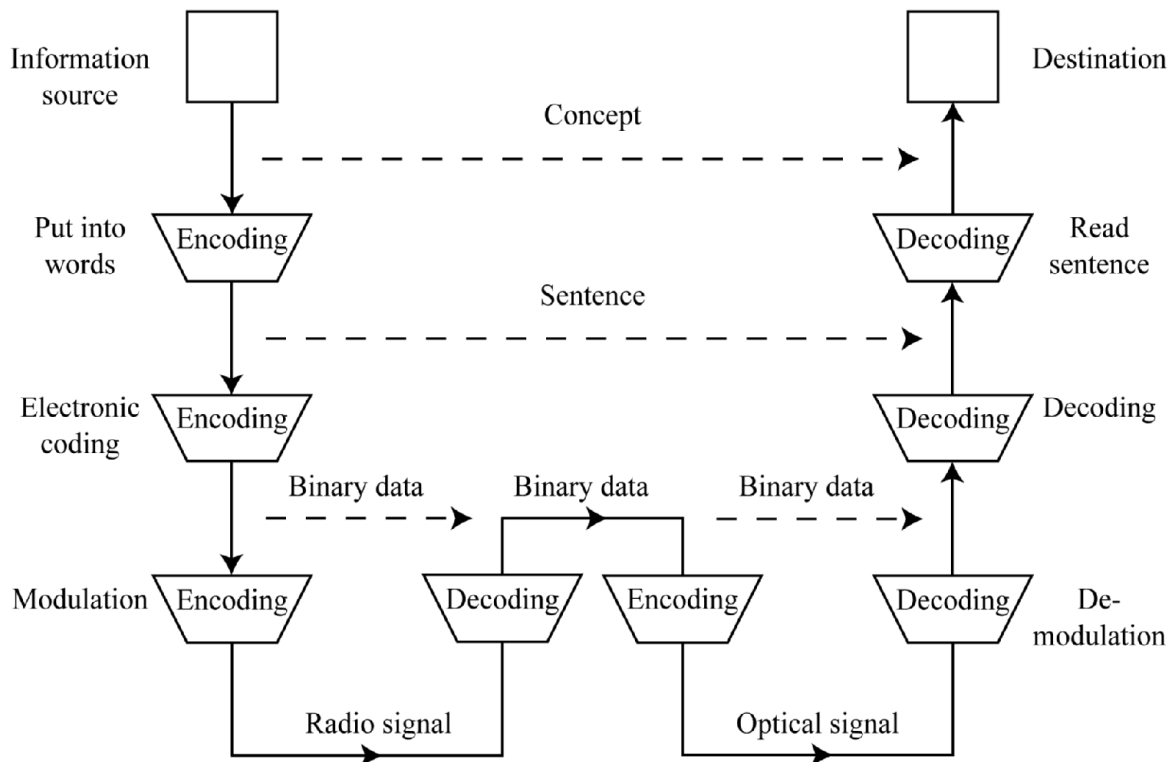 Information
source
Destination
Concept
Put into
words
Encoding
Decoding
Read
sentence
Sentence
Electronic
coding
Encoding
Decoding
Decoding
Binary data
Binary data
Binary data
Modulation
Encoding
Decoding
Encoding
Decoding
De-
modulation
Radio signal
Optical signal